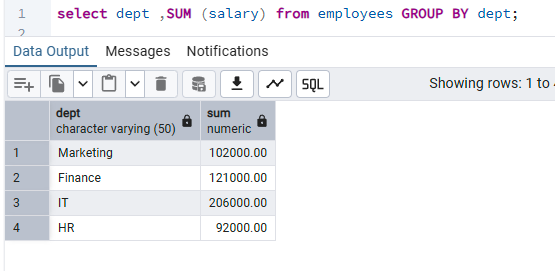 1 select dept ,SUM (salary) from employees GROUP BY dept;
2
Data Output Messages Notifications
SQL Showing rows: 1 to
dept sum
character varying (50) numeric
1 Marketing 102000.00
2 Finance 121000.00
3 IT 206000.00
4 HR 92000.00